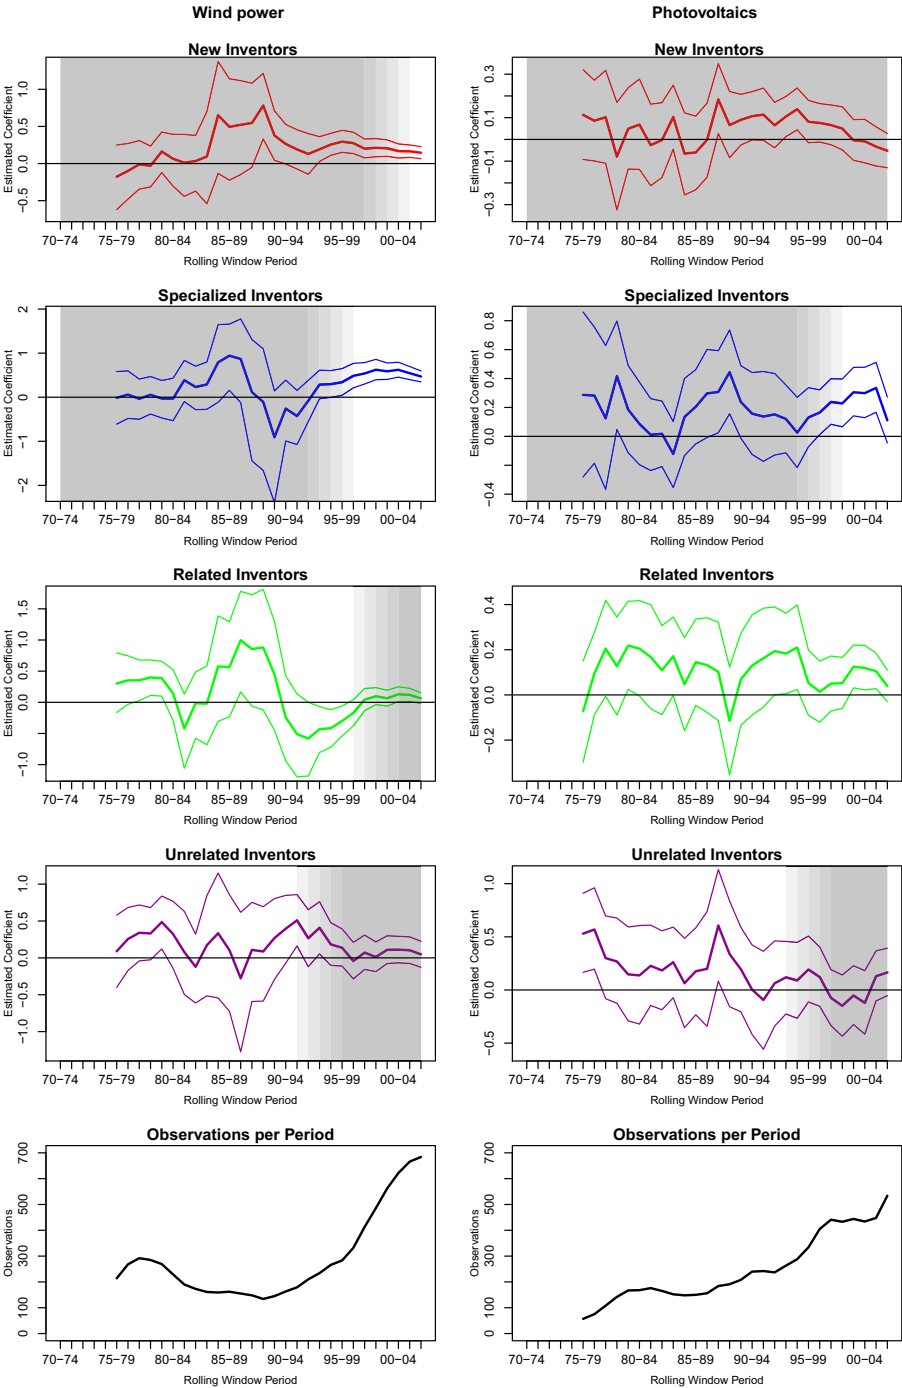 Wind power Photovoltaics
New Inventors New Inventors
Estimated Coefficient Estimated Coefficient
1.0 0.5 0.0 −0.5
0.3 0.1 −0.1 −0.3
70−74 75−79 80−84 85−89 90−94 95−99 00−04 70−74 75−79 80−84 85−89 90−94 95−99 00−04
Rolling Window Period Rolling Window Period
Specialized Inventors Specialized Inventors
Estimated Coefficient Estimated Coefficient
2 1 0 −1 −2
0.8 0.6 0.4 0.2 0.0 −0.4
70−74 75−79 80−84 85−89 90−94 95−99 00−04 70−74 75−79 80−84 85−89 90−94 95−99 00−04
Rolling Window Period Rolling Window Period
Related Inventors Related Inventors
Estimated Coefficient Estimated Coefficient
1.5 1.0 0.5 0.0 −1.0
0.4 0.2 0.0 −0.2
70−74 75−79 80−84 85−89 90−94 95−99 00−04 70−74 75−79 80−84 85−89 90−94 95−99 00−04
Rolling Window Period Rolling Window Period
Unrelated Inventors Unrelated Inventors
Estimated Coefficient Estimated Coefficient
1.0 0.5 0.0 −0.5 −1.0
1.0 0.5 0.0 −0.5
70−74 75−79 80−84 85−89 90−94 95−99 00−04 70−74 75−79 80−84 85−89 90−94 95−99 00−04
Rolling Window Period Rolling Window Period
Observations per Period Observations per Period
Observations Observations
700 500 300 100 0
700 500 300 100 0
70−74 75−79 80−84 85−89 90−94 95−99 00−04 70−74 75−79 80−84 85−89 90−94 95−99 00−04
Rolling Window Period Rolling Window Period